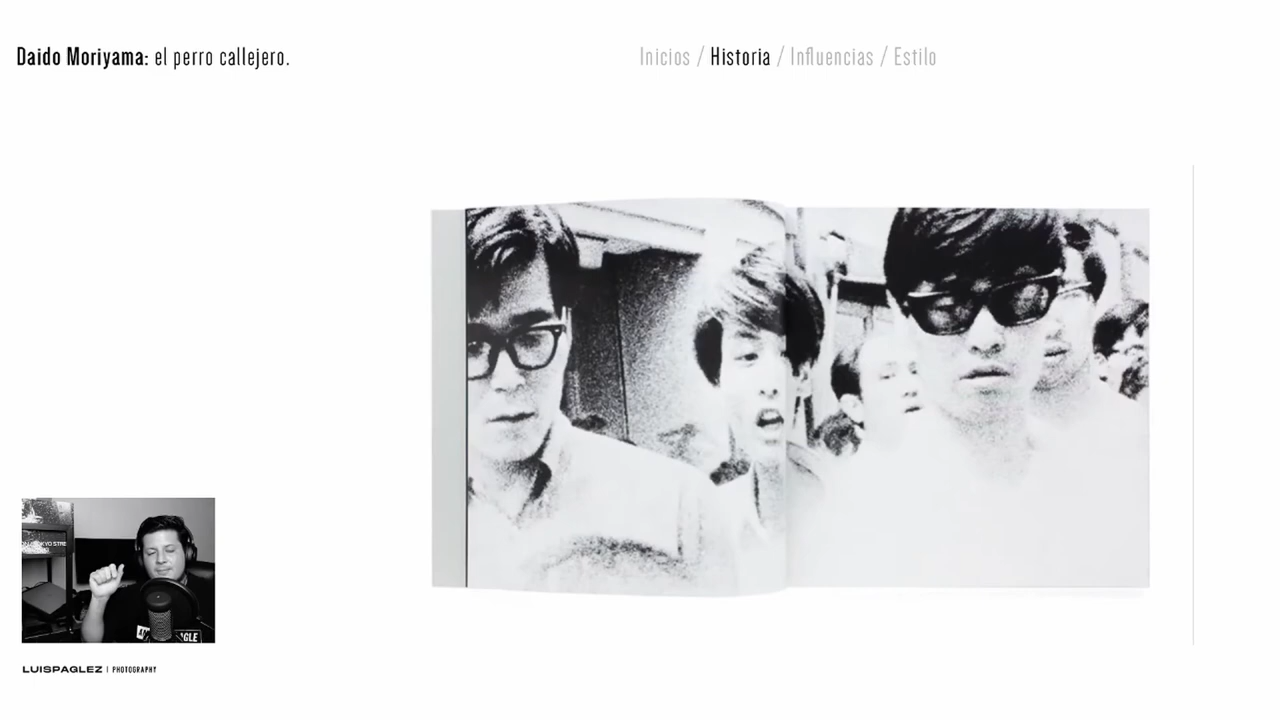 Daido Moriyama: el perro callejero.
Inicios / Historia / Influencias / Estilo
LUISPAGLEZ | PHOTOGRAPHY